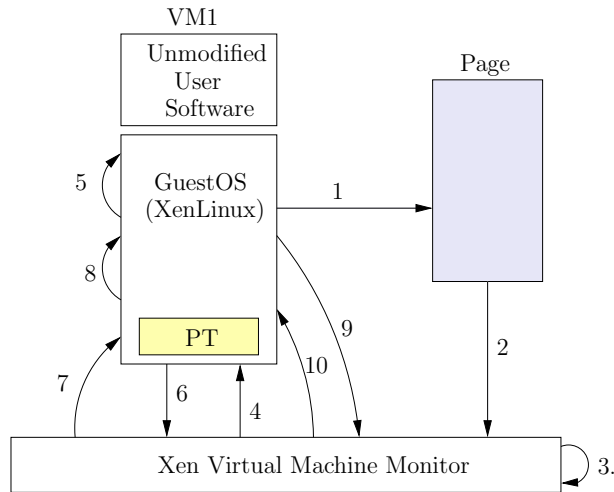 VM1
Unmodified
User
Software
Page
5
GuestOS
(XenLinux)
1
8
9
PT
2
7
6
4
10
Xen Virtual Machine Monitor
3.